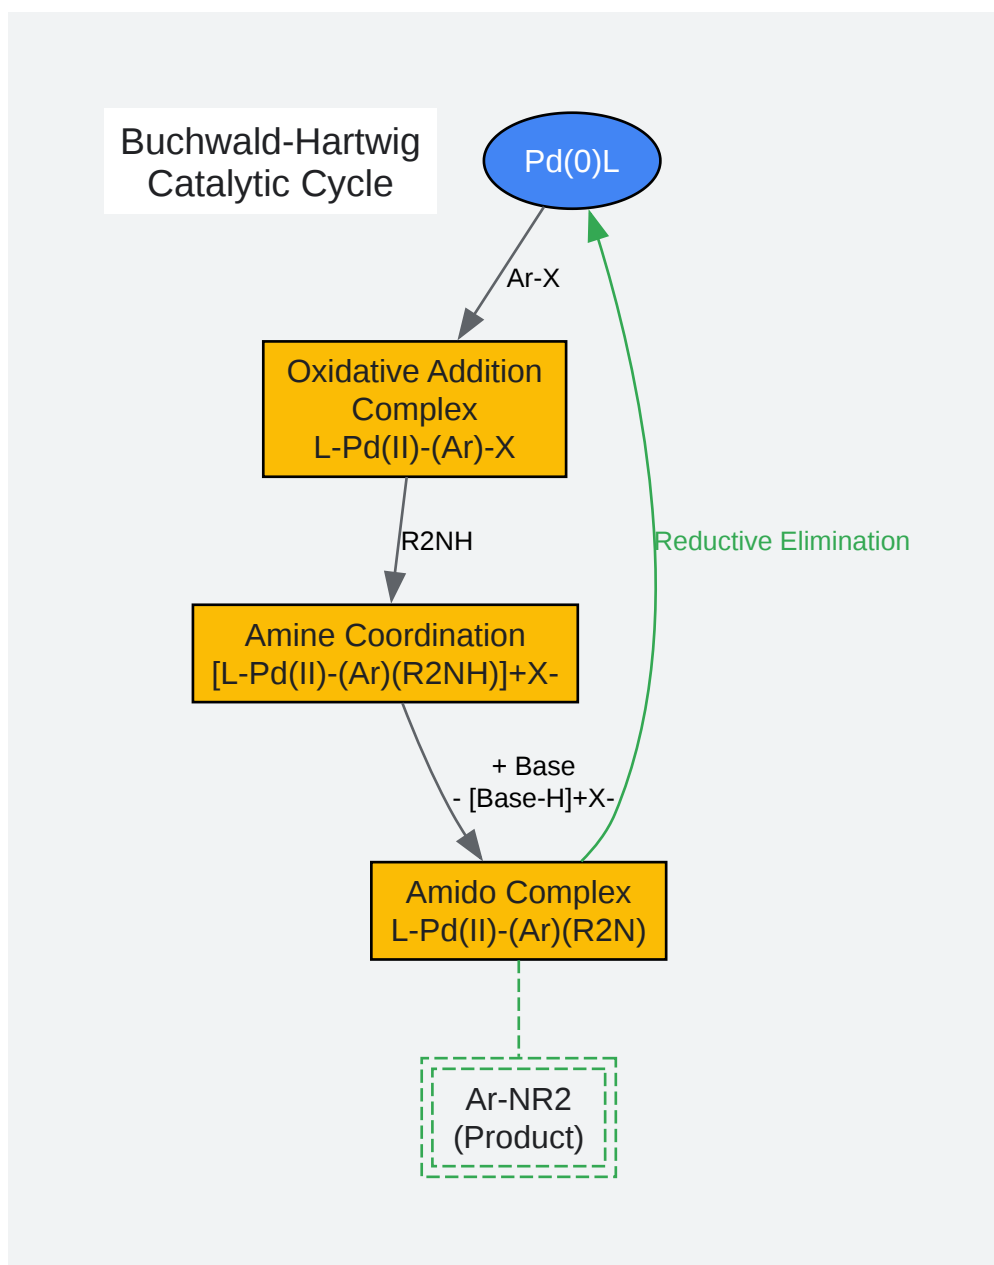 Buchwald-Hartwig
Catalytic Cycle
Pd(0)L
Ar-X
Oxidative Addition
Complex
L-Pd(II)-(Ar)-X
R2NH
Reductive Elimination
Amine Coordination
[L-Pd(II)-(Ar)(R2NH)]+X-
+ Base
- [Base-H]+X-
Amido Complex
L-Pd(II)-(Ar)(R2N)
Ar-NR2
(Product)